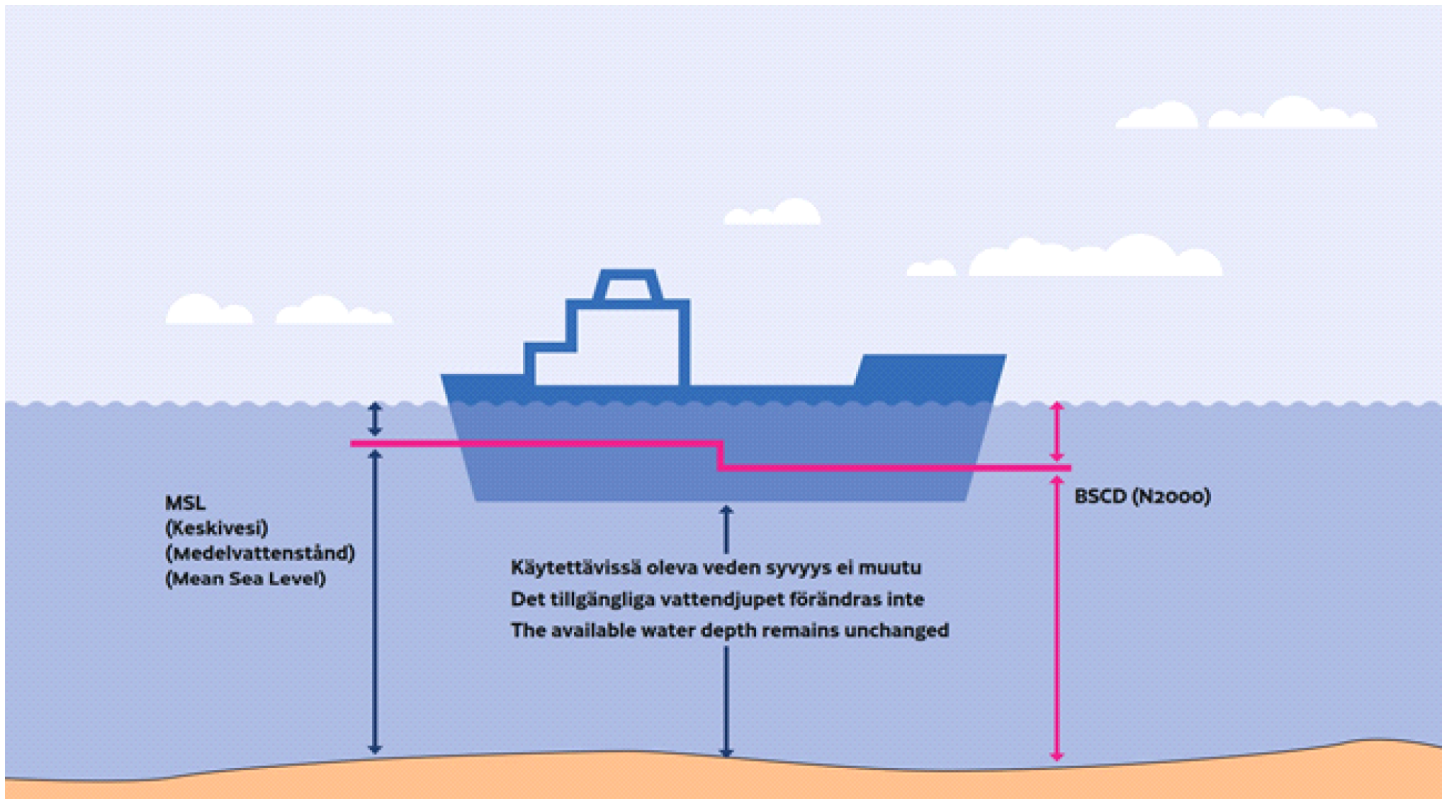 MSL
(Keskivesi)
(Medelvattenstånd)
(Mean Sea Level)
BSCD (N2000)
Käytettävissä oleva veden syvyys ei muutu
Det tillgängliga vattendjupet förändras inte
The available water depth remains unchanged